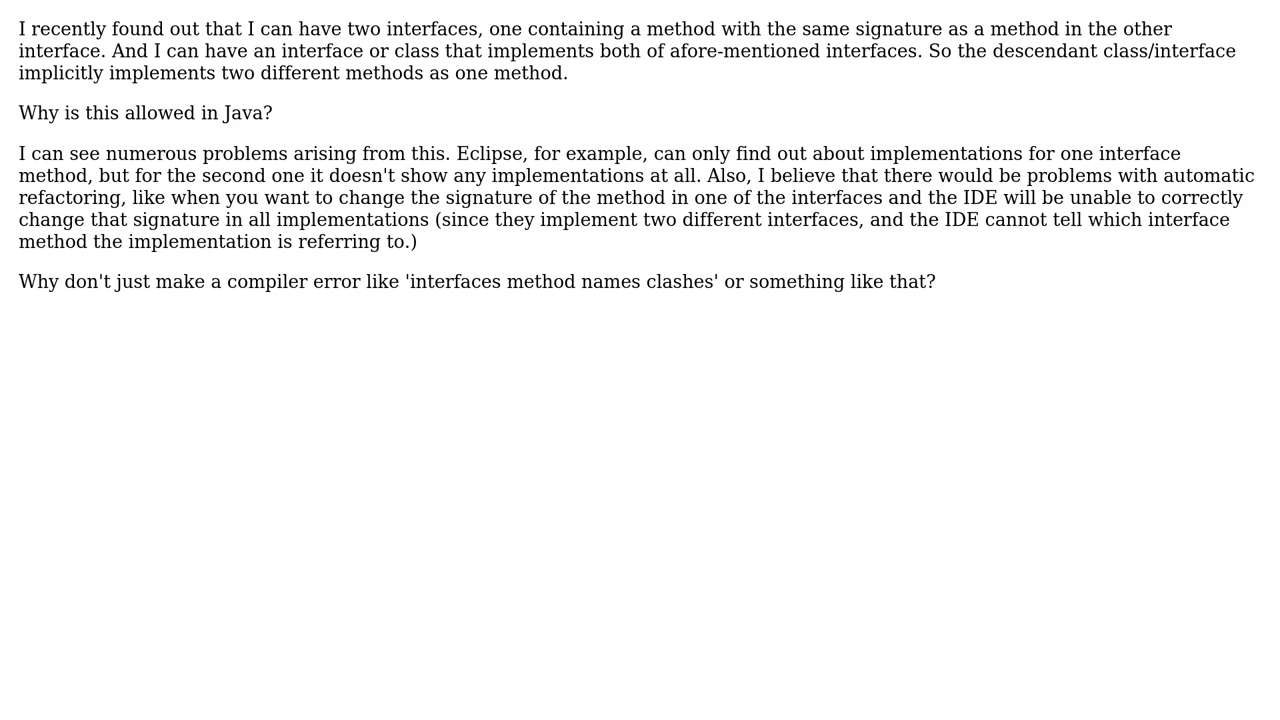 I recently found out that I can have two interfaces, one containing a method with the same signature as a method in the other
interface. And I can have an interface or class that implements both of afore-mentioned interfaces. So the descendant class/interface
implicitly implements two different methods as one method.
Why is this allowed in Java?
I can see numerous problems arising from this. Eclipse, for example, can only find out about implementations for one interface
method, but for the second one it doesn't show any implementations at all. Also, I believe that there would be problems with automatic
refactoring, like when you want to change the signature of the method in one of the interfaces and the IDE will be unable to correctly
change that signature in all implementations (since they implement two different interfaces, and the IDE cannot tell which interface
method the implementation is referring to.)
Why don't just make a compiler error like 'interfaces method names clashes' or something like that?